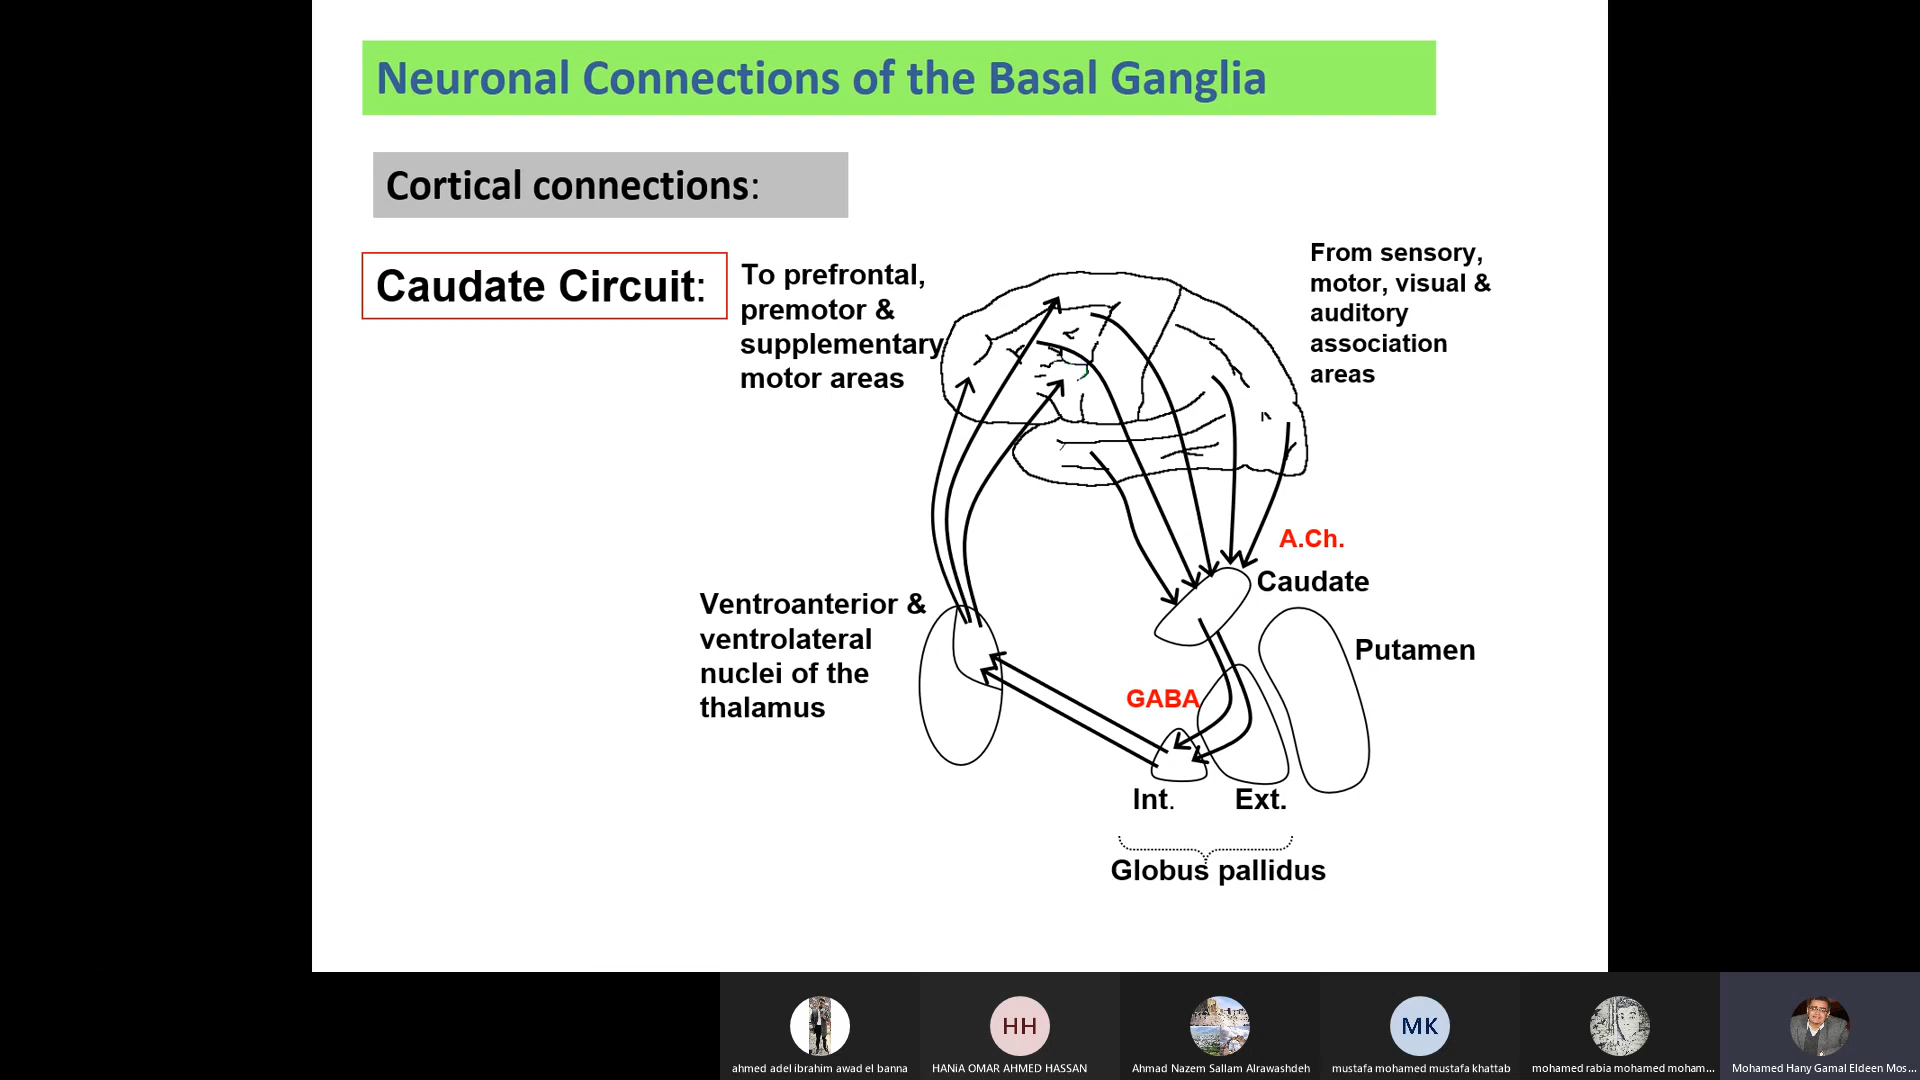 Neuronal Connections of the Basal Ganglia
Cortical connections:
Caudate Circuit:
To prefrontal,
premotor &
supplementary
motor areas
From sensory,
motor, visual &
auditory
association
areas
A.Ch.
Caudate
Ventroanterior &
ventrolateral
nuclei of the
thalamus
Putamen
GABA
Int.
Ext.
Globus pallidus
HH
MK
ahmed adel ibrahim awad el banna
HANiA OMAR AHMED HASSAN
Ahmad Nazem Sallam Alrawashdeh
mustafa mohamed mustafa khattab
mohamed rabia mohamed moham...
Mohamed Hany Gamal Eldeen Mos...